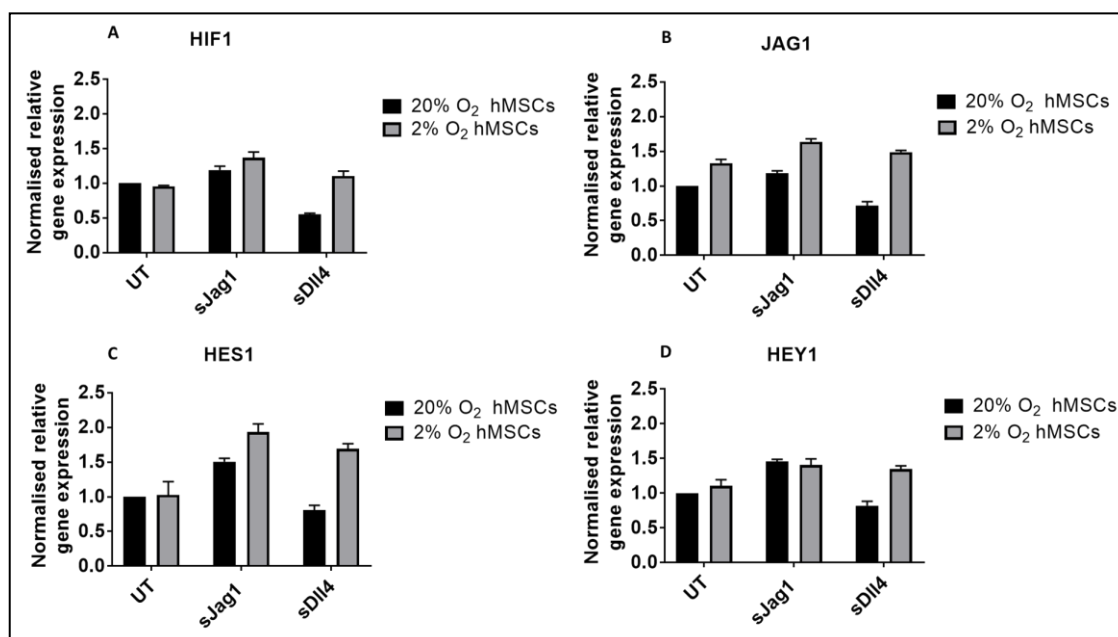 A
HIF1
Normalised relative
gene expression
2.5
2.0
1.5
1.0
0.5
0.0
UT
sJag1
sDll4
20% O₂ hMSCs
2% O₂ hMSCs
B
JAG1
Normalised relative
gene expression
2.5
2.0
1.5
1.0
0.5
0.0
UT
sJag1
sDll4
20% O₂ hMSCs
2% O₂ hMSCs
C
HES1
Normalised relative
gene expression
2.5
2.0
1.5
1.0
0.5
0.0
UT
sJag1
sDll4
20% O₂ hMSCs
2% O₂ hMSCs
D
HEY1
Normalised relative
gene expression
2.5
2.0
1.5
1.0
0.5
0.0
UT
sJag1
sDll4
20% O₂ hMSCs
2% O₂ hMSCs